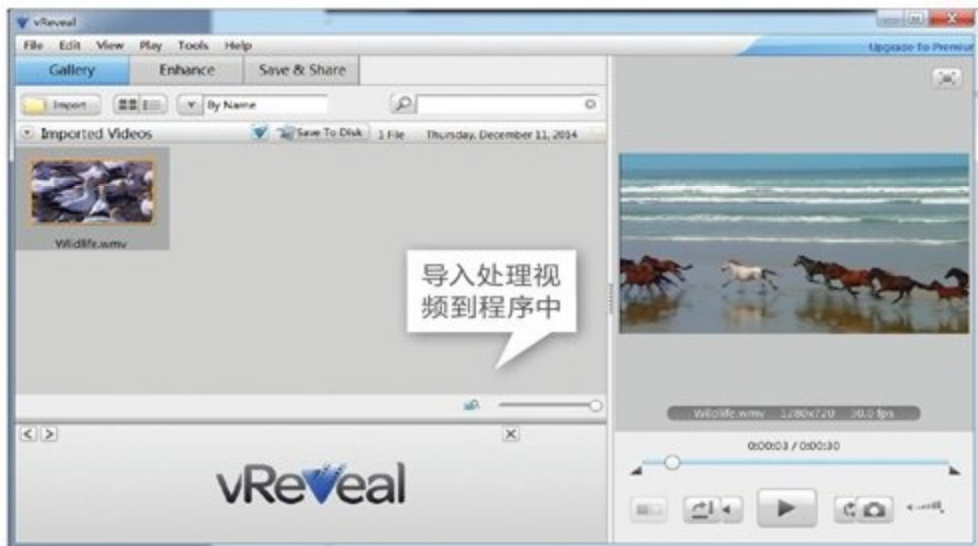 vReveal
File Edit View Play Tools Help
Upgrade To Premium
Gallery Enhance Save & Share
Import By Name
Imported Videos Save To Disk 1 File Thursday, December 11, 2014
Wildlife.wmv
导入处理视
频到程序中
Wildlife.wmv 1280x720 30.0 fps
0:00:03 / 0:00:30
vReveal